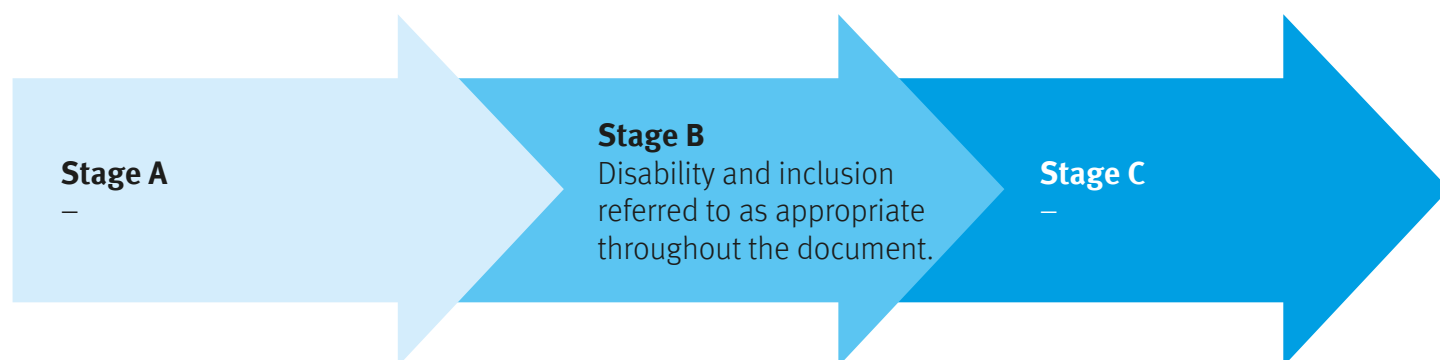 Stage A
–
Stage B
Disability and inclusion
referred to as appropriate
throughout the document.
Stage C
–